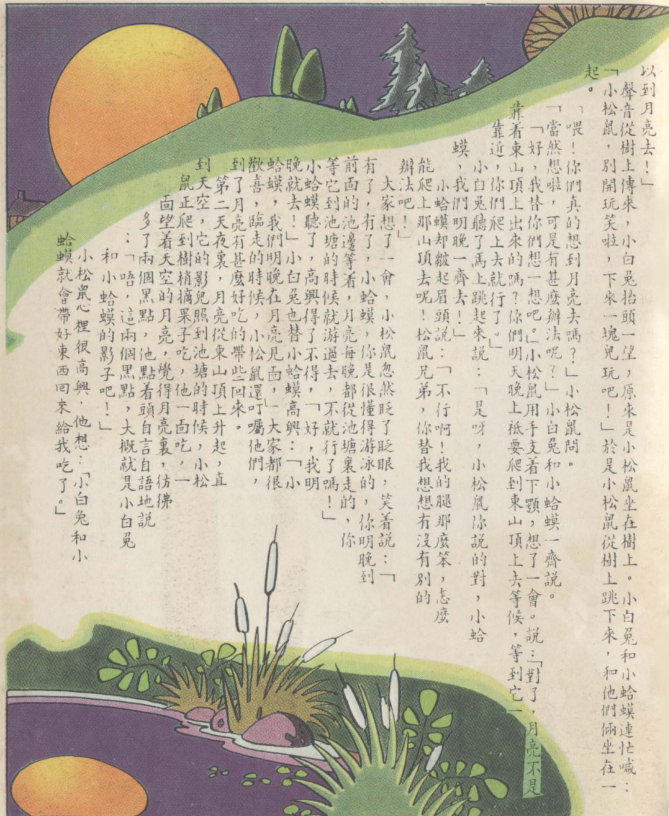 以到月亮去！」
聲音從樹上傳來，小白兎抬頭一望，原來是小松鼠坐在樹上。小白兎和小蛤蟆連忙喊：
「小松鼠，别開玩笑啦，下來一塊兒玩吧！」於是小松鼠從樹上跳下來，和他們倆坐在一
起。
「喂！你們真的想到月亮去嗎？」小松鼠問。
「當然想啦，可是有甚麽辦法呢？」小白兎和小蛤蟆一齊說。
「好，我替你們想一想吧。」小松鼠用手支着下顎，想了一會。說：「對了，月亮不是
靠着東山頂上出來的嗎？你們明天晚上祗要爬到東山頂上去等候，等到它一
靠近，你們爬上去就行了。」
小白兎聽了馬上跳起來說：「是呀，小松鼠你說的對，小蛤
蟆，我們明晚一齊去！」
小蛤蟆却皺起眉頭說：「不行啊！我的腿那麽笨，怎麽
能爬上那山頂去呢！松鼠兄弟，你替我想想有沒有别的
辦法吧！」
大家想了一會，小松鼠忽然眨了眨眼，笑着說：「
有了，有了，小蛤蟆，你是很懂得游泳的，你明晚到
前面的池邊等着，月亮每晚都從池塘裏走的，你
等它到池塘的時候就游過去，不就行了嗎！」
小蛤蟆聽了，高興得了不得，「好，我明
晚就去！」小白兎也替小蛤蟆高興：「小
蛤蟆，我們明晚在月亮見面，」大家都很
歡喜，臨走的時候，小松鼠還叮囑他們，
到了月亮有甚麽好吃的帶些回來。
第二天夜裏，月亮從東山頂上升起，直
到天空，它的影兒照到池塘的時候，小松
鼠正爬到樹梢摘果子吃，他一面吃，一
面望着天空的月亮，覺得月亮裏，仿彿
多了兩個黑點，他點着頭自言自語地說
：「唔，這兩個黑點，大概就是小白兎
和小蛤蟆的影子吧！」
小松鼠心裡很高興，他想：「小白兎和小
蛤蟆就會帶好東西回來給我吃了。」